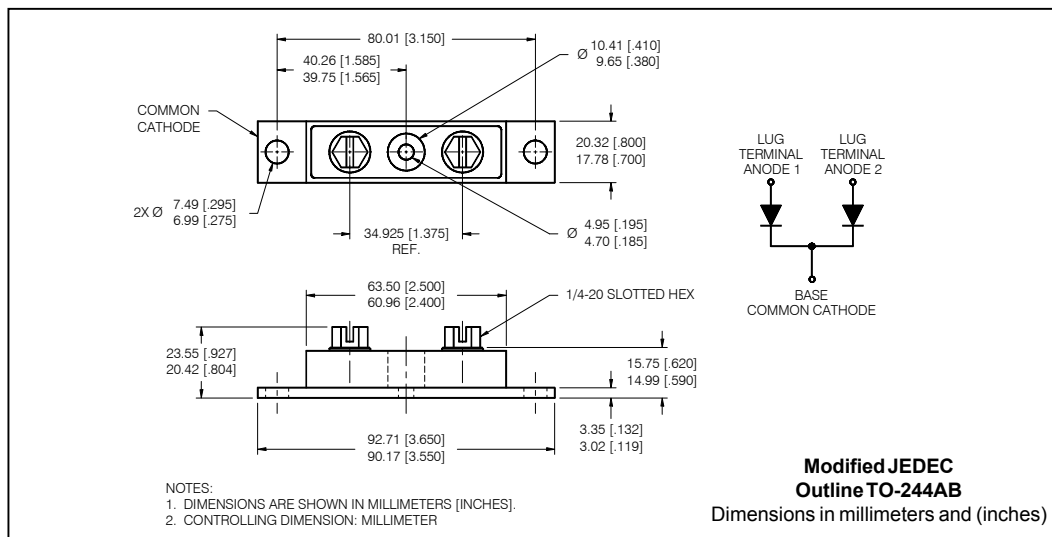 80.01 [3.150]
40.26 [1.585]
39.75 [1.565]
Ø 10.41 [.410]
9.65 [.380]
COMMON
CATHODE
20.32 [.800]
17.78 [.700]
2X Ø 7.49 [.295]
6.99 [.275]
34.925 [1.375]
REF.
Ø 4.95 [.195]
4.70 [.185]
LUG
TERMINAL
ANODE 1
LUG
TERMINAL
ANODE 2
BASE
COMMON CATHODE
63.50 [2.500]
60.96 [2.400]
1/4-20 SLOTTED HEX
23.55 [.927]
20.42 [.804]
15.75 [.620]
14.99 [.590]
3.35 [.132]
3.02 [.119]
92.71 [3.650]
90.17 [3.550]
NOTES:
1. DIMENSIONS ARE SHOWN IN MILLIMETERS [INCHES].
2. CONTROLLING DIMENSION: MILLIMETER
Modified JEDEC
Outline TO-244AB
Dimensions in millimeters and (inches)